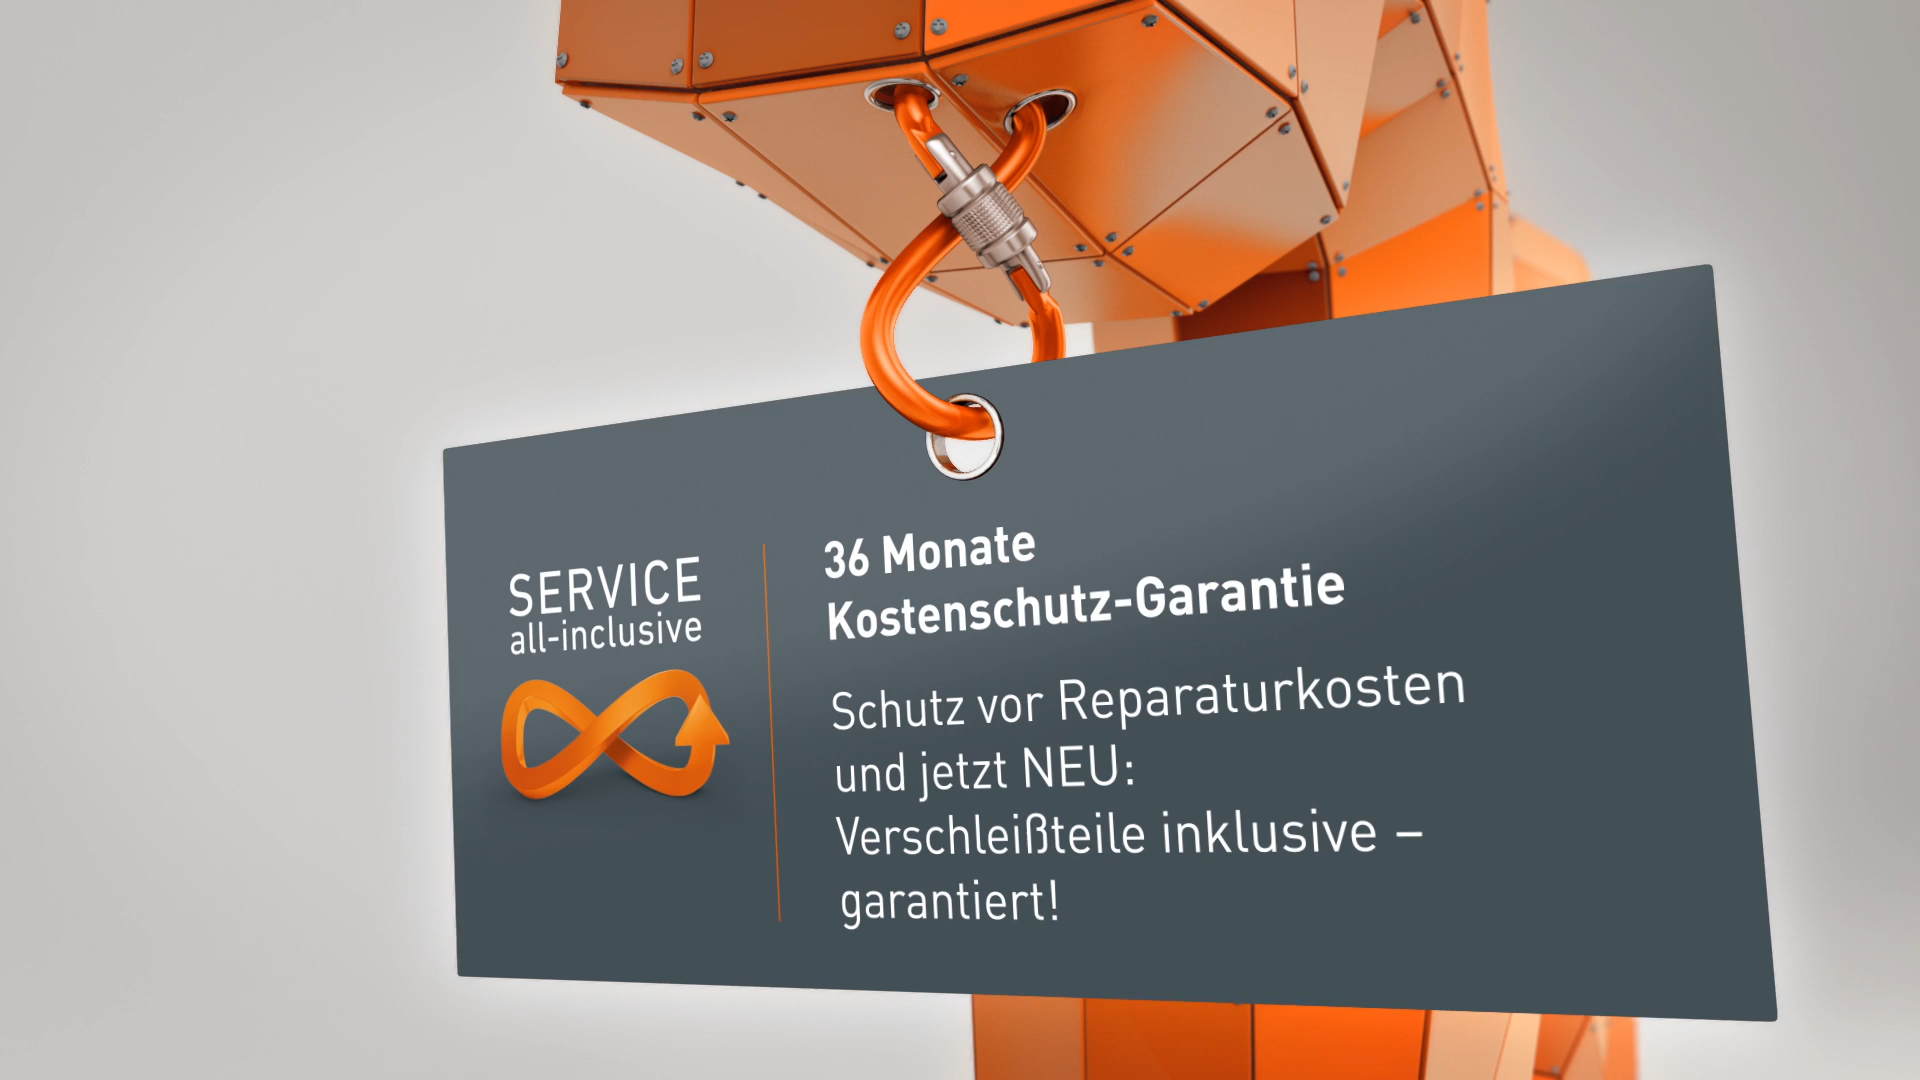 SERVICE
all-inclusive
36 Monate
Kostenschutz-Garantie
Schutz vor Reparaturkosten
und jetzt NEU:
Verschleißteile inklusive –
garantiert!